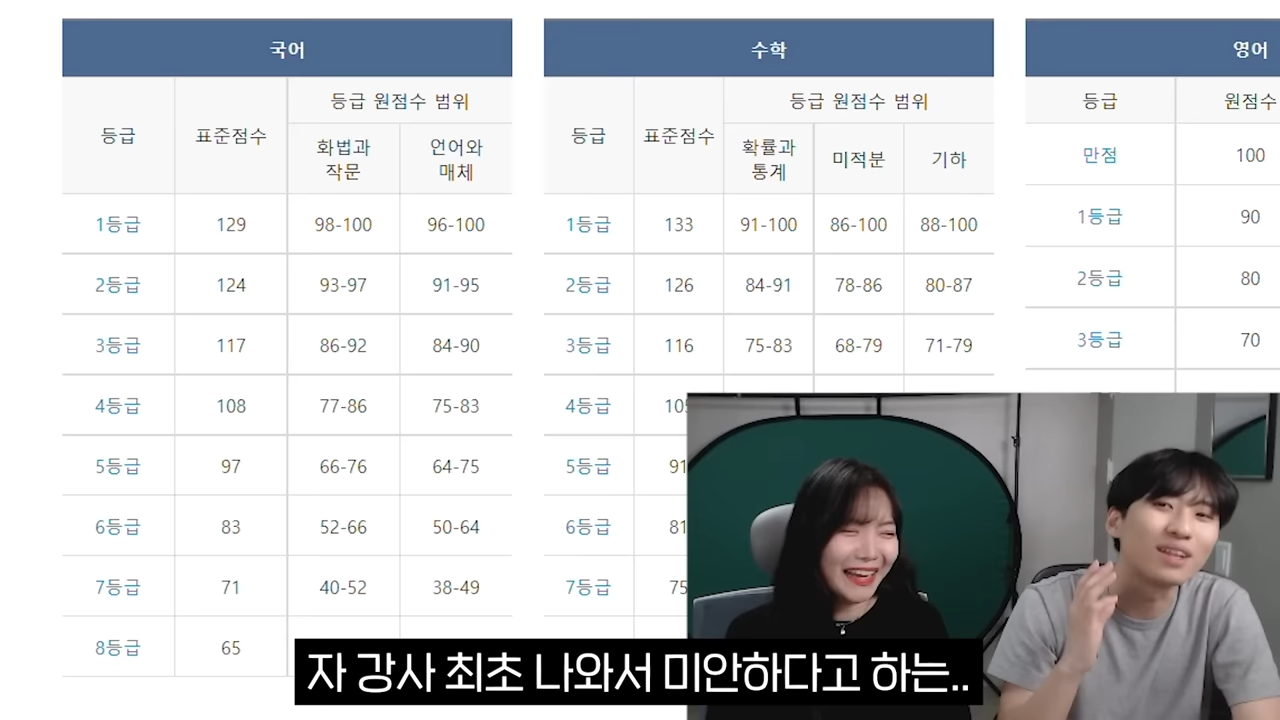 국어
등급 표준점수 등급 원점수 범위
화법과 작문 언어와 매체
1등급 129 98-100 96-100
2등급 124 93-97 91-95
3등급 117 86-92 84-90
4등급 108 77-86 75-83
5등급 97 66-76 64-75
6등급 83 52-66 50-64
7등급 71 40-52 38-49
8등급 65
수학
등급 표준점수 등급 원점수 범위
확률과 통계 미적분 기하
1등급 133 91-100 86-100 88-100
2등급 126 84-91 78-86 80-87
3등급 116 75-83 68-79 71-79
4등급
5등급 91
6등급 81
7등급 75
영어
등급 원점수
만점 100
1등급 90
2등급 80
3등급 70
자 강사 최초 나와서 미안하다고 하는..